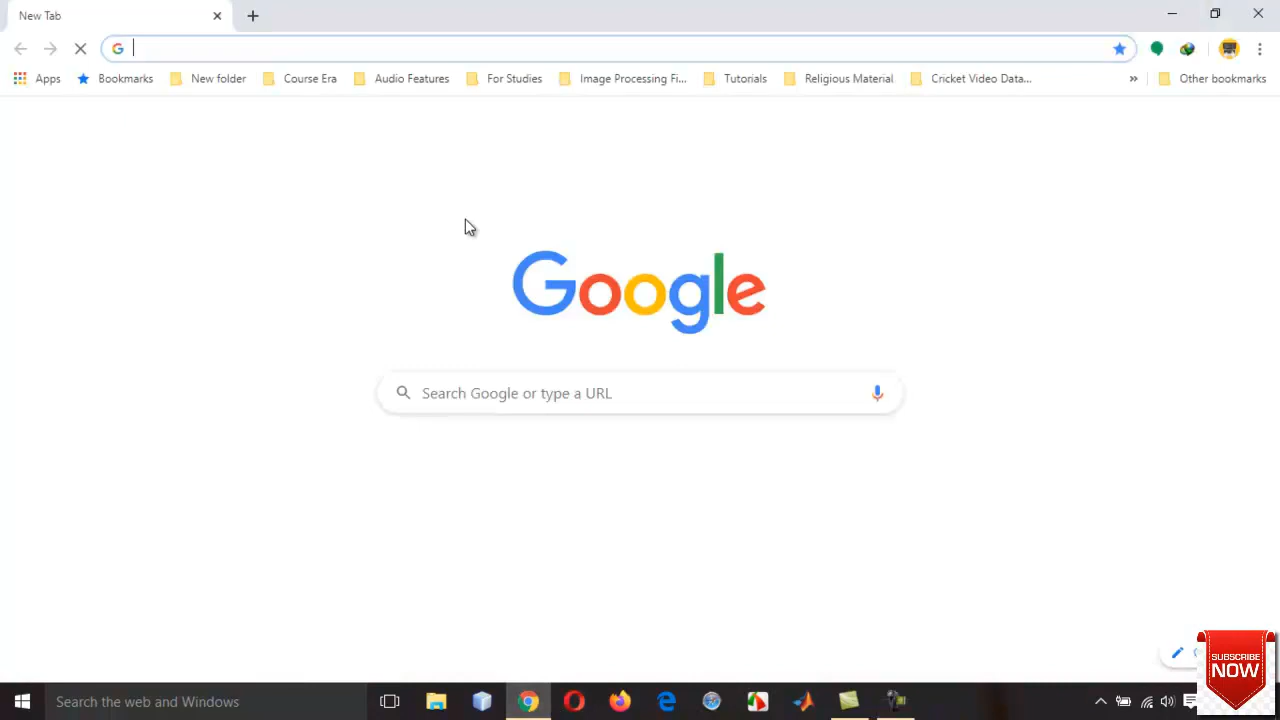 New Tab
Apps Bookmarks New folder Course Era Audio Features For Studies Image Processing Fi... Tutorials Religious Material Cricket Video Data... » Other bookmarks
Google
Search Google or type a URL
SUBSCRIBE
NOW
Search the web and Windows